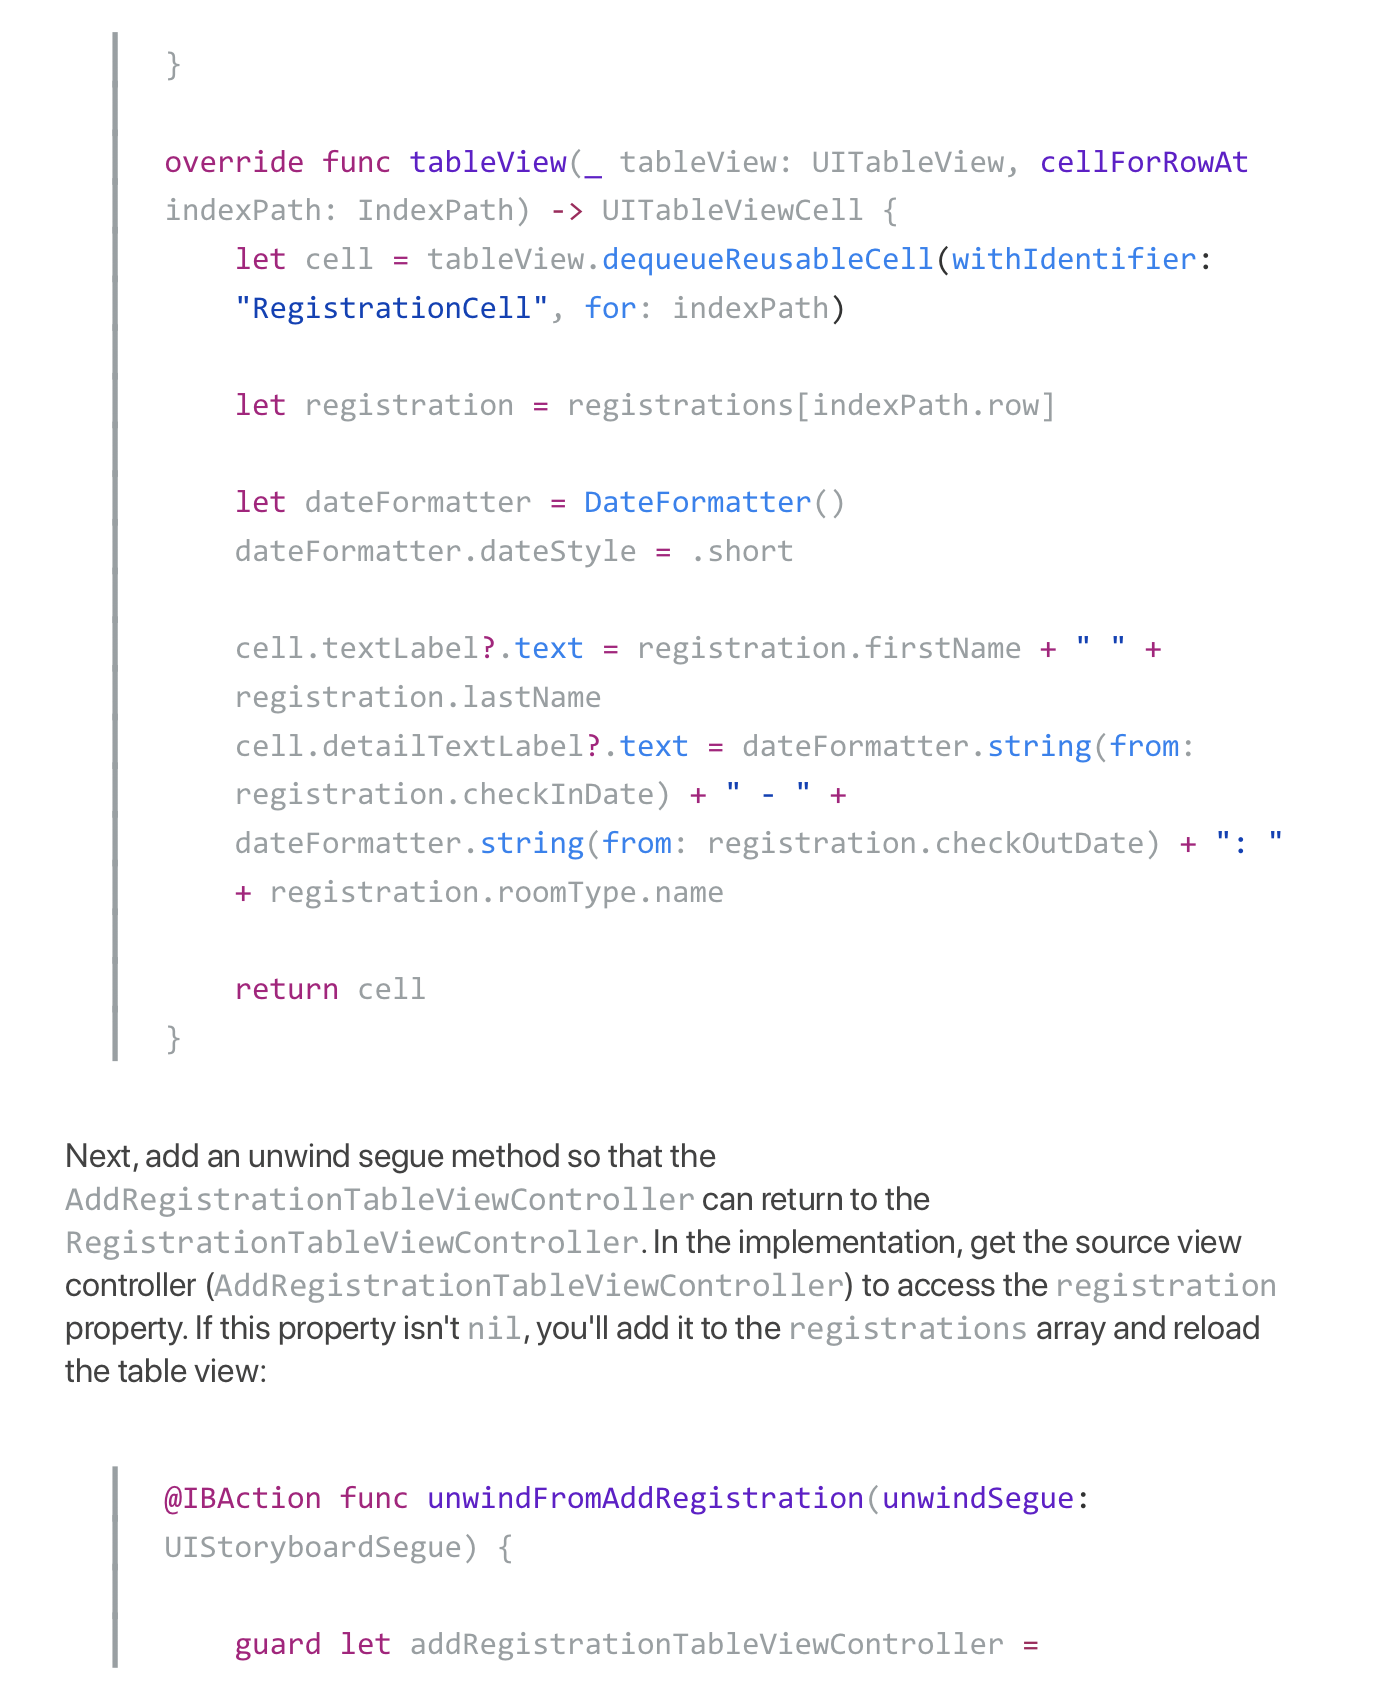 }
override func tableView(_ tableView: UITableView, cellForRowAt
indexPath: IndexPath) -> UITableViewCell {
let cell = tableView.dequeueReusableCell(withIdentifier:
"RegistrationCell", for: indexPath)
let registration = registrations[indexPath.row]
let dateFormatter = DateFormatter()
dateFormatter.dateStyle = .short
cell.textLabel?.text = registration.firstName + " " +
registration.lastName
cell.detailTextLabel?.text = dateFormatter.string(from:
registration.checkInDate) + " - " +
dateFormatter.string(from: registration.checkOutDate) + ": "
+ registration.roomType.name
return cell
}
Next, add an unwind segue method so that the
AddRegistrationTableViewController can return to the
RegistrationTableViewController. In the implementation, get the source view
controller (AddRegistrationTableViewController) to access the registration
property. If this property isn't nil, you'll add it to the registrations array and reload
the table view:
@IBAction func unwindFromAddRegistration(unwindSegue:
UIStoryboardSegue) {
guard let addRegistrationTableViewController =